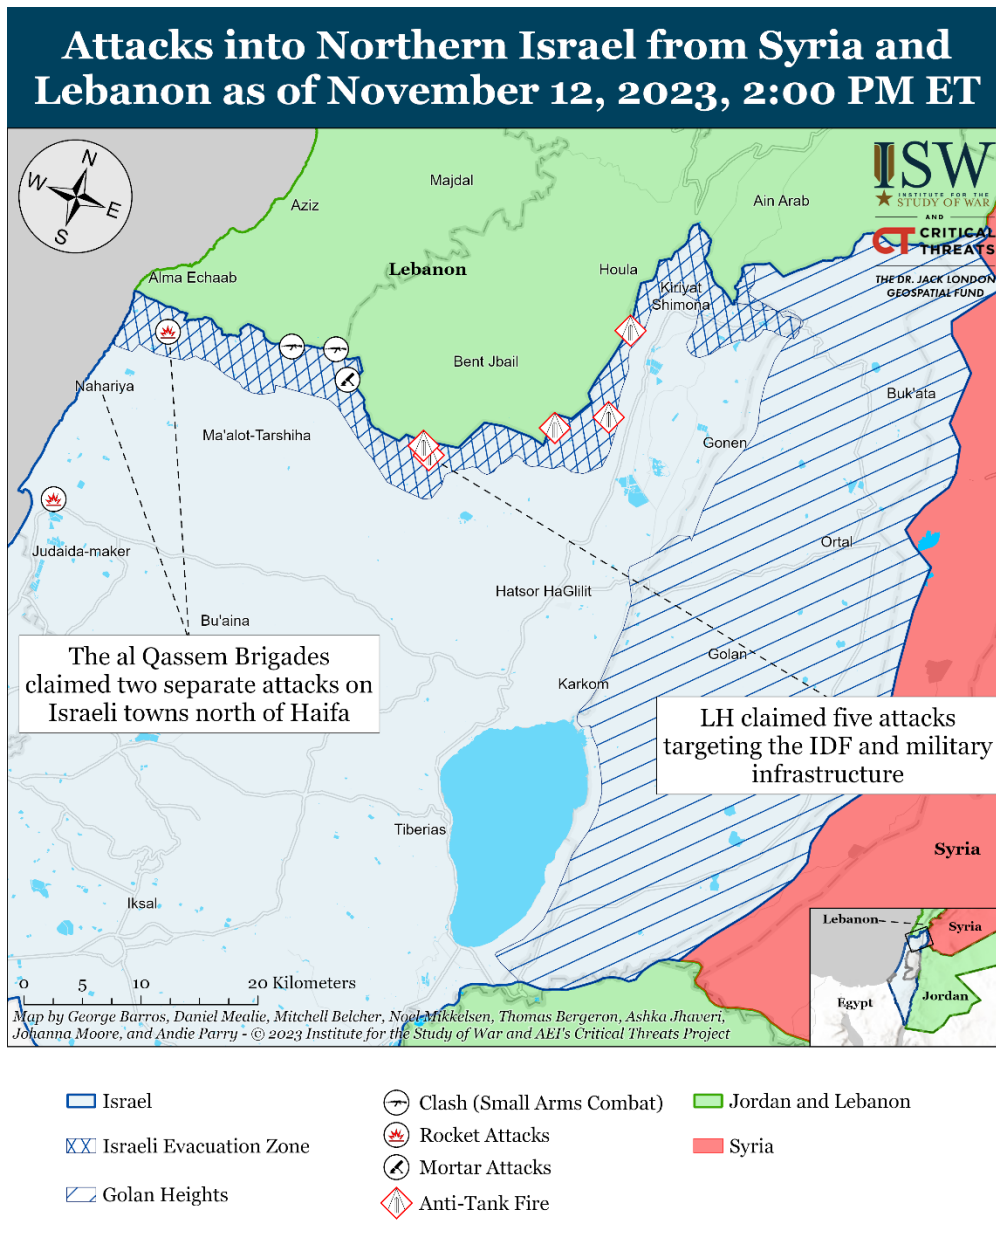 Attacks into Northern Israel from Syria and
Lebanon as of November 12, 2023, 2:00 PM ET
N
W
E
S
ISW
INSTITUTE FOR THE
STUDY OF WAR
AND
CT CRITICAL
THREATS
THE DR. JACK LONDON
GEOSPATIAL FUND
Majdal
Aziz
Ain Arab
Alma Echaab
Lebanon
Houla
Kiriyat
Shimona
Bent Jbail
Nahariya
Buk'ata
Ma'alot-Tarshiha
Gonen
Judaida-maker
Ortal
Hatsor HaGlilit
Bu'aina
Golan
Karkom
The al Qassem Brigades
claimed two separate attacks on
Israeli towns north of Haifa
LH claimed five attacks
targeting the IDF and military
infrastructure
Tiberias
Syria
Iksal
Lebanon
Syria
Egypt
Jordan
0 5 10 20 Kilometers
Map by George Barros, Daniel Mealie, Mitchell Belcher, Noel Mikkelsen, Thomas Bergeron, Ashka Jhaveri,
Johanna Moore, and Andie Parry - © 2023 Institute for the Study of War and AEI's Critical Threats Project
Israel
Israeli Evacuation Zone
Golan Heights
Clash (Small Arms Combat)
Rocket Attacks
Mortar Attacks
Anti-Tank Fire
Jordan and Lebanon
Syria